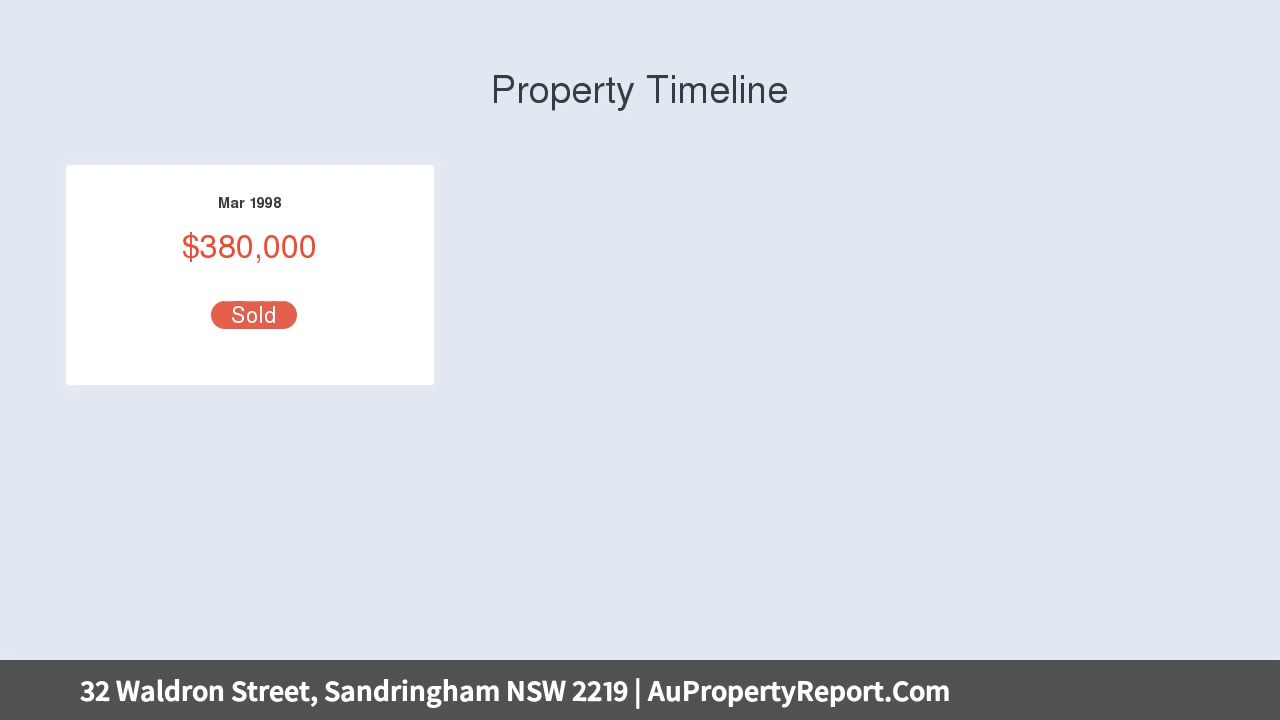 Property Timeline
Mar 1998
$380,000
Sold
32 Waldron Street, Sandringham NSW 2219 | AuPropertyReport.Com